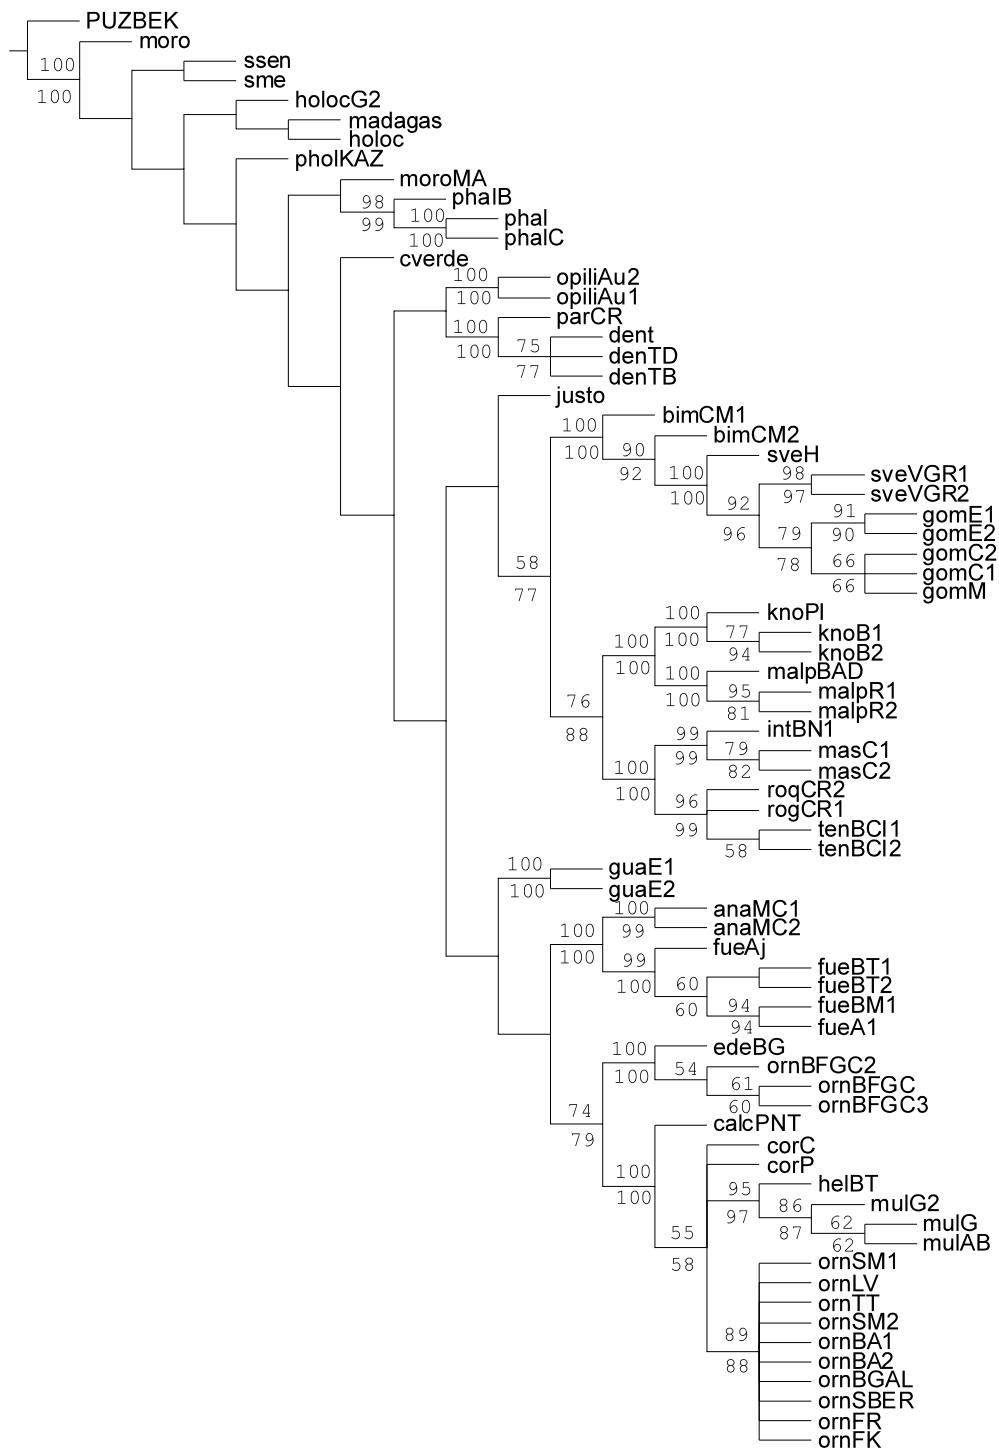 PUZBEK
moro
100
100
ssen
sme
holocG2
madagas
holoc
pholKAZ
moroMA
98
99
phalB
100
100
phal
phalC
cverde
100
100
opiliAu2
opiliAu1
100
100
parCR
75
77
dent
denTD
denTB
justo
58
77
100
100
bimCM1
90
92
bimCM2
100
100
sveH
92
96
98
97
sveVGR1
sveVGR2
79
78
91
90
gomE1
gomE2
66
66
gomC2
gomC1
gomM
76
88
100
100
100
100
knoPl
77
94
knoB1
knoB2
100
100
malpBAD
95
81
malpR1
malpR2
100
100
99
99
intBN1
79
82
masC1
masC2
96
99
roqCR2
rogCR1
58
tenBCI1
tenBCI2
100
100
guaE1
guaE2
100
100
100
99
anaMC1
anaMC2
99
100
fueAj
60
60
fueBT1
fueBT2
94
94
fueBM1
fueA1
74
79
100
100
edeBG
54
ornBFGC2
61
60
ornBFGC
ornBFGC3
100
100
calcPNT
55
58
corC
corP
95
97
helBT
86
87
mulG2
62
62
mulG
mulAB
89
88
ornSM1
ornLV
ornTT
ornSM2
ornBA1
ornBA2
ornBGAL
ornSBER
ornFR
ornFK